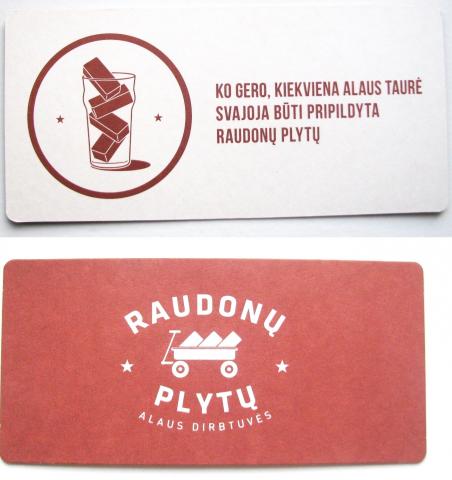 KO GERO, KIEKVIENA ALAUS TAURĖ
SVAJOJA BŪTI PRIPILDYTA
RAUDONŲ PLYTŲ
RAUDONŲ
PLYTŲ
ALAUS DIRBTUVĖS